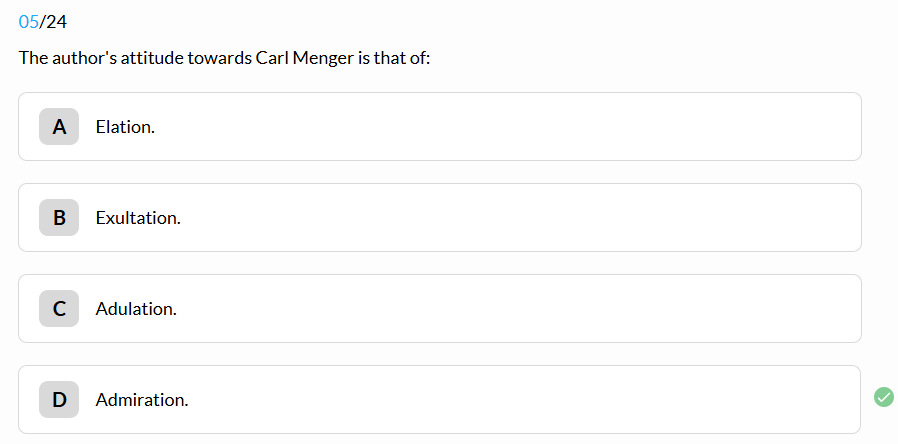 05/24
The author's attitude towards Carl Menger is that of:
A Elation.
B Exultation.
C Adulation.
D Admiration.